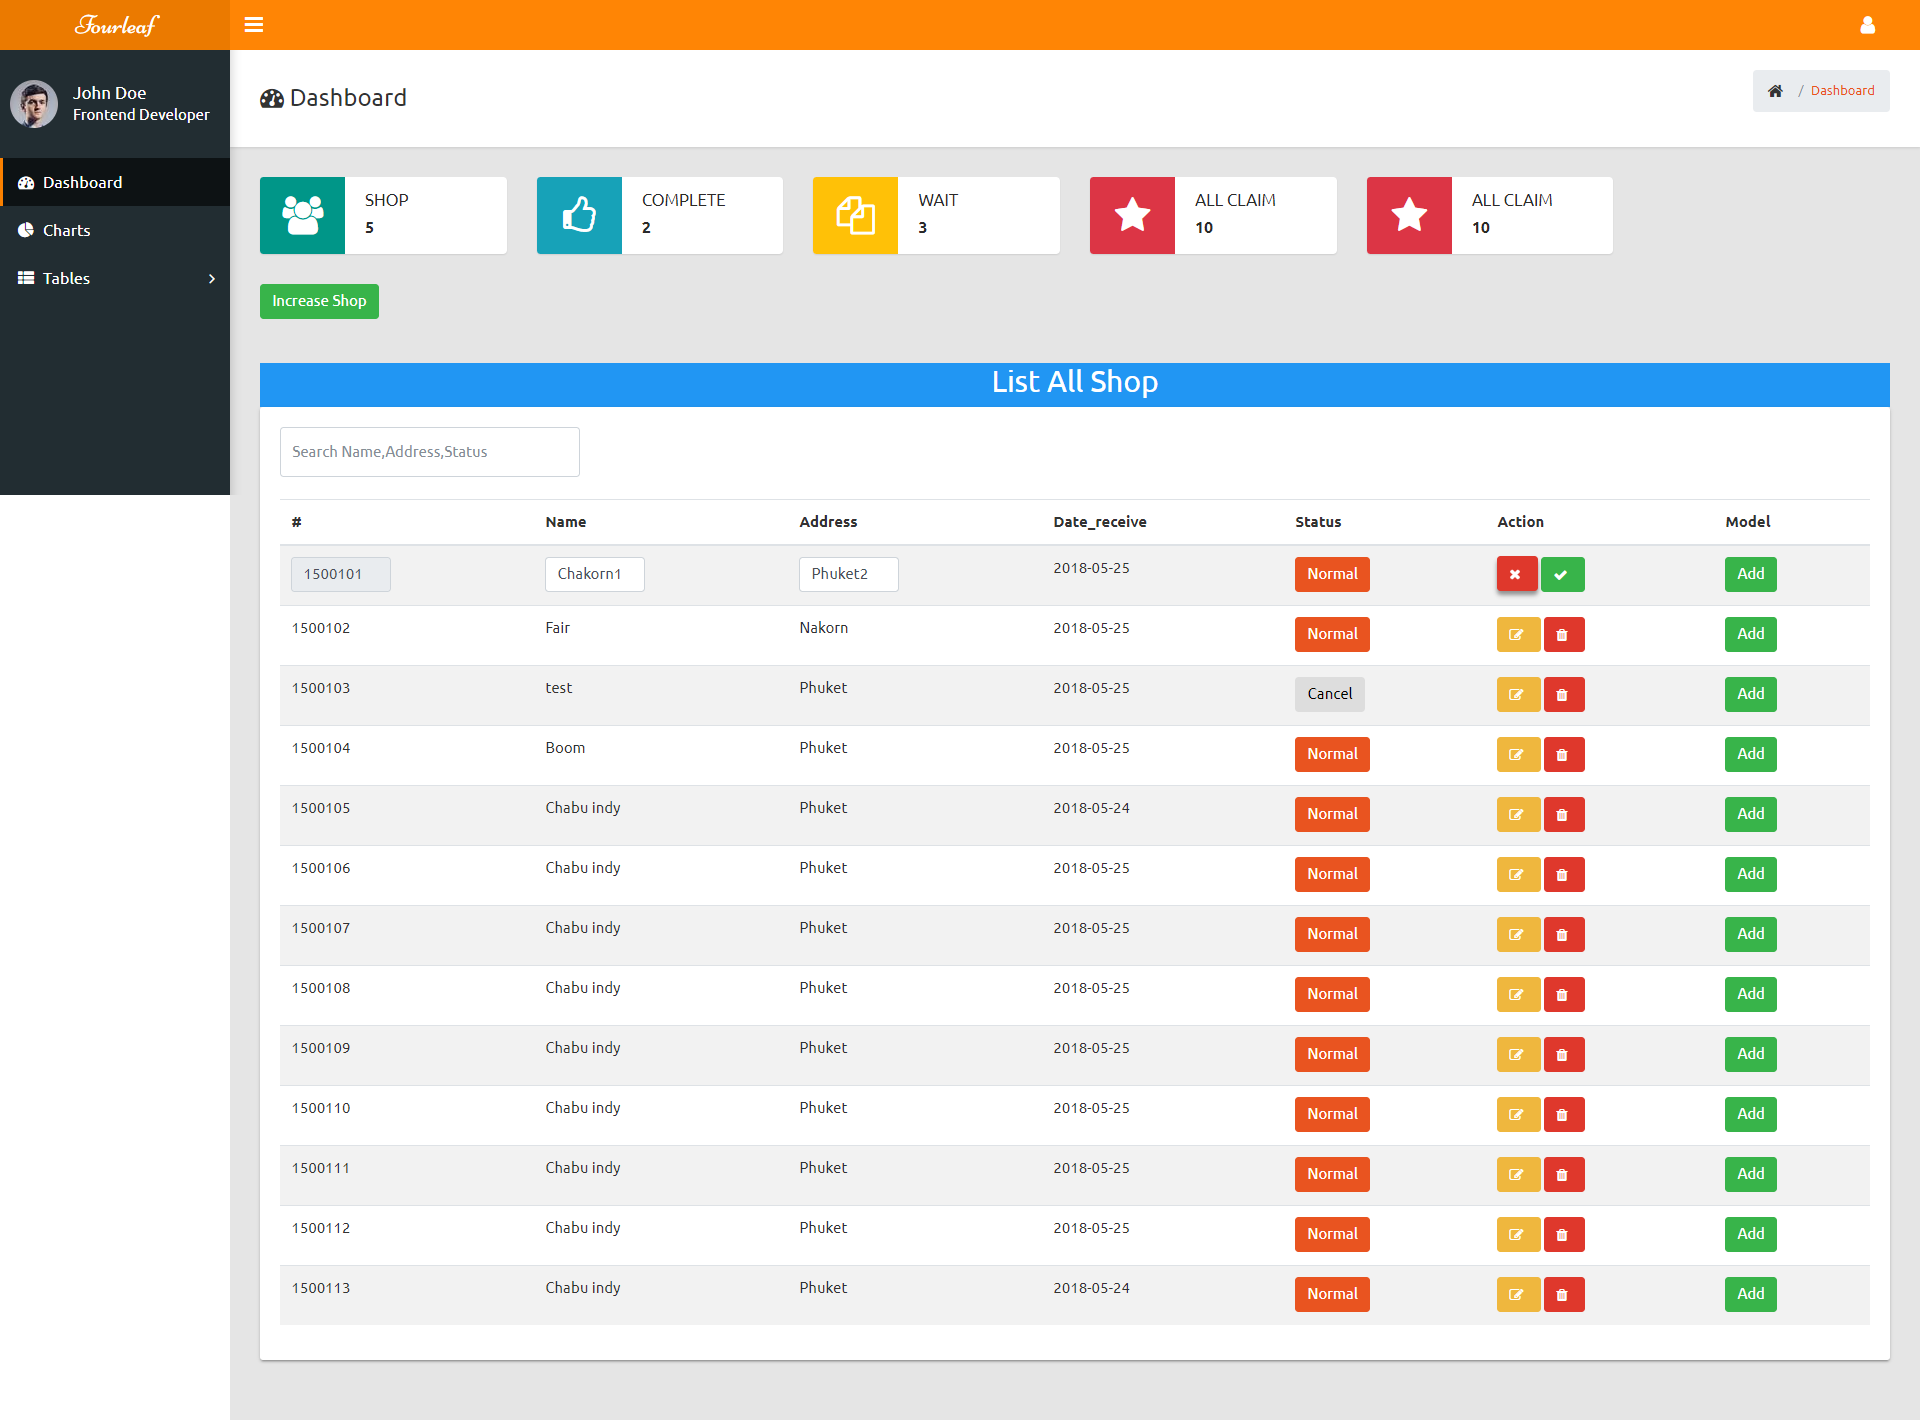 Fourleaf
John Doe
Frontend Developer
Dashboard
Charts
Tables
Dashboard
/ Dashboard
SHOP
5
COMPLETE
2
WAIT
3
ALL CLAIM
10
ALL CLAIM
10
Increase Shop
List All Shop
Search Name,Address,Status
# Name Address Date_receive Status Action Model
1500101 Chakorn1 Phuket2 2018-05-25 Normal Add
1500102 Fair Nakorn 2018-05-25 Normal Add
1500103 test Phuket 2018-05-25 Cancel Add
1500104 Boom Phuket 2018-05-25 Normal Add
1500105 Chabu indy Phuket 2018-05-24 Normal Add
1500106 Chabu indy Phuket 2018-05-25 Normal Add
1500107 Chabu indy Phuket 2018-05-25 Normal Add
1500108 Chabu indy Phuket 2018-05-25 Normal Add
1500109 Chabu indy Phuket 2018-05-25 Normal Add
1500110 Chabu indy Phuket 2018-05-25 Normal Add
1500111 Chabu indy Phuket 2018-05-25 Normal Add
1500112 Chabu indy Phuket 2018-05-25 Normal Add
1500113 Chabu indy Phuket 2018-05-24 Normal Add